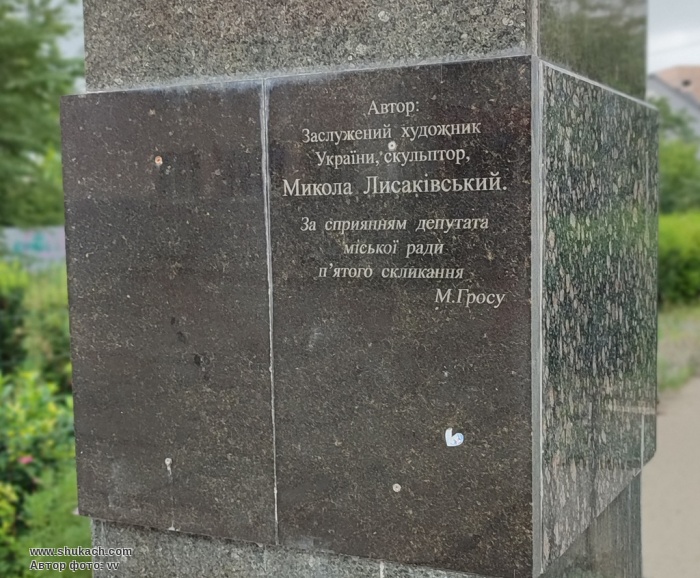 Автор:
Заслужений художник
України, скульптор,
Микола Лисаківський.
За сприянням депутата
міської ради
п'ятого скликання
М.Гросу
www.shukach.com
Автор фото: vv